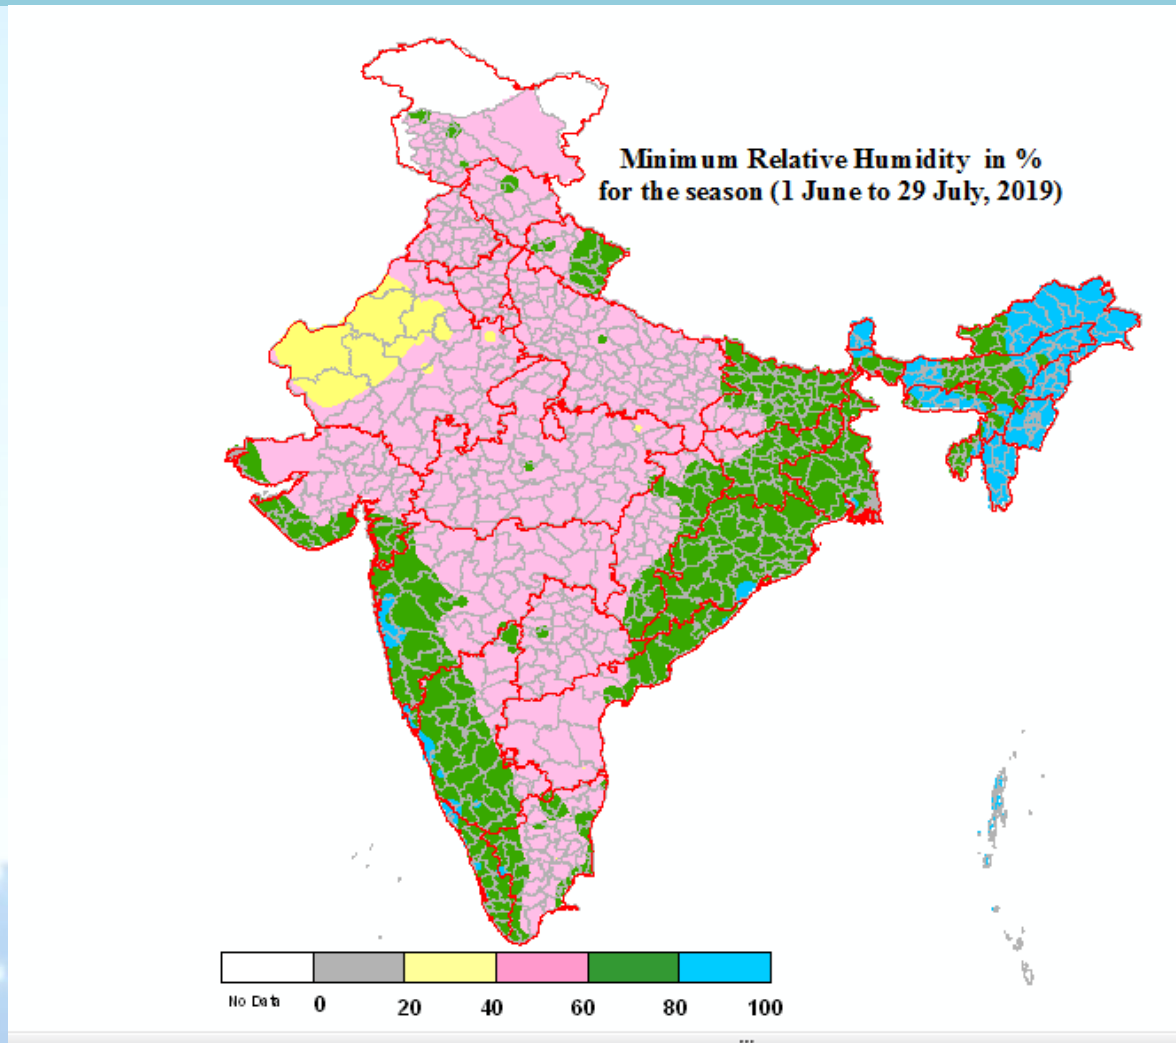 Minimum Relative Humidity in %
for the season (1 June to 29 July, 2019)
No Data 0 20 40 60 80 100